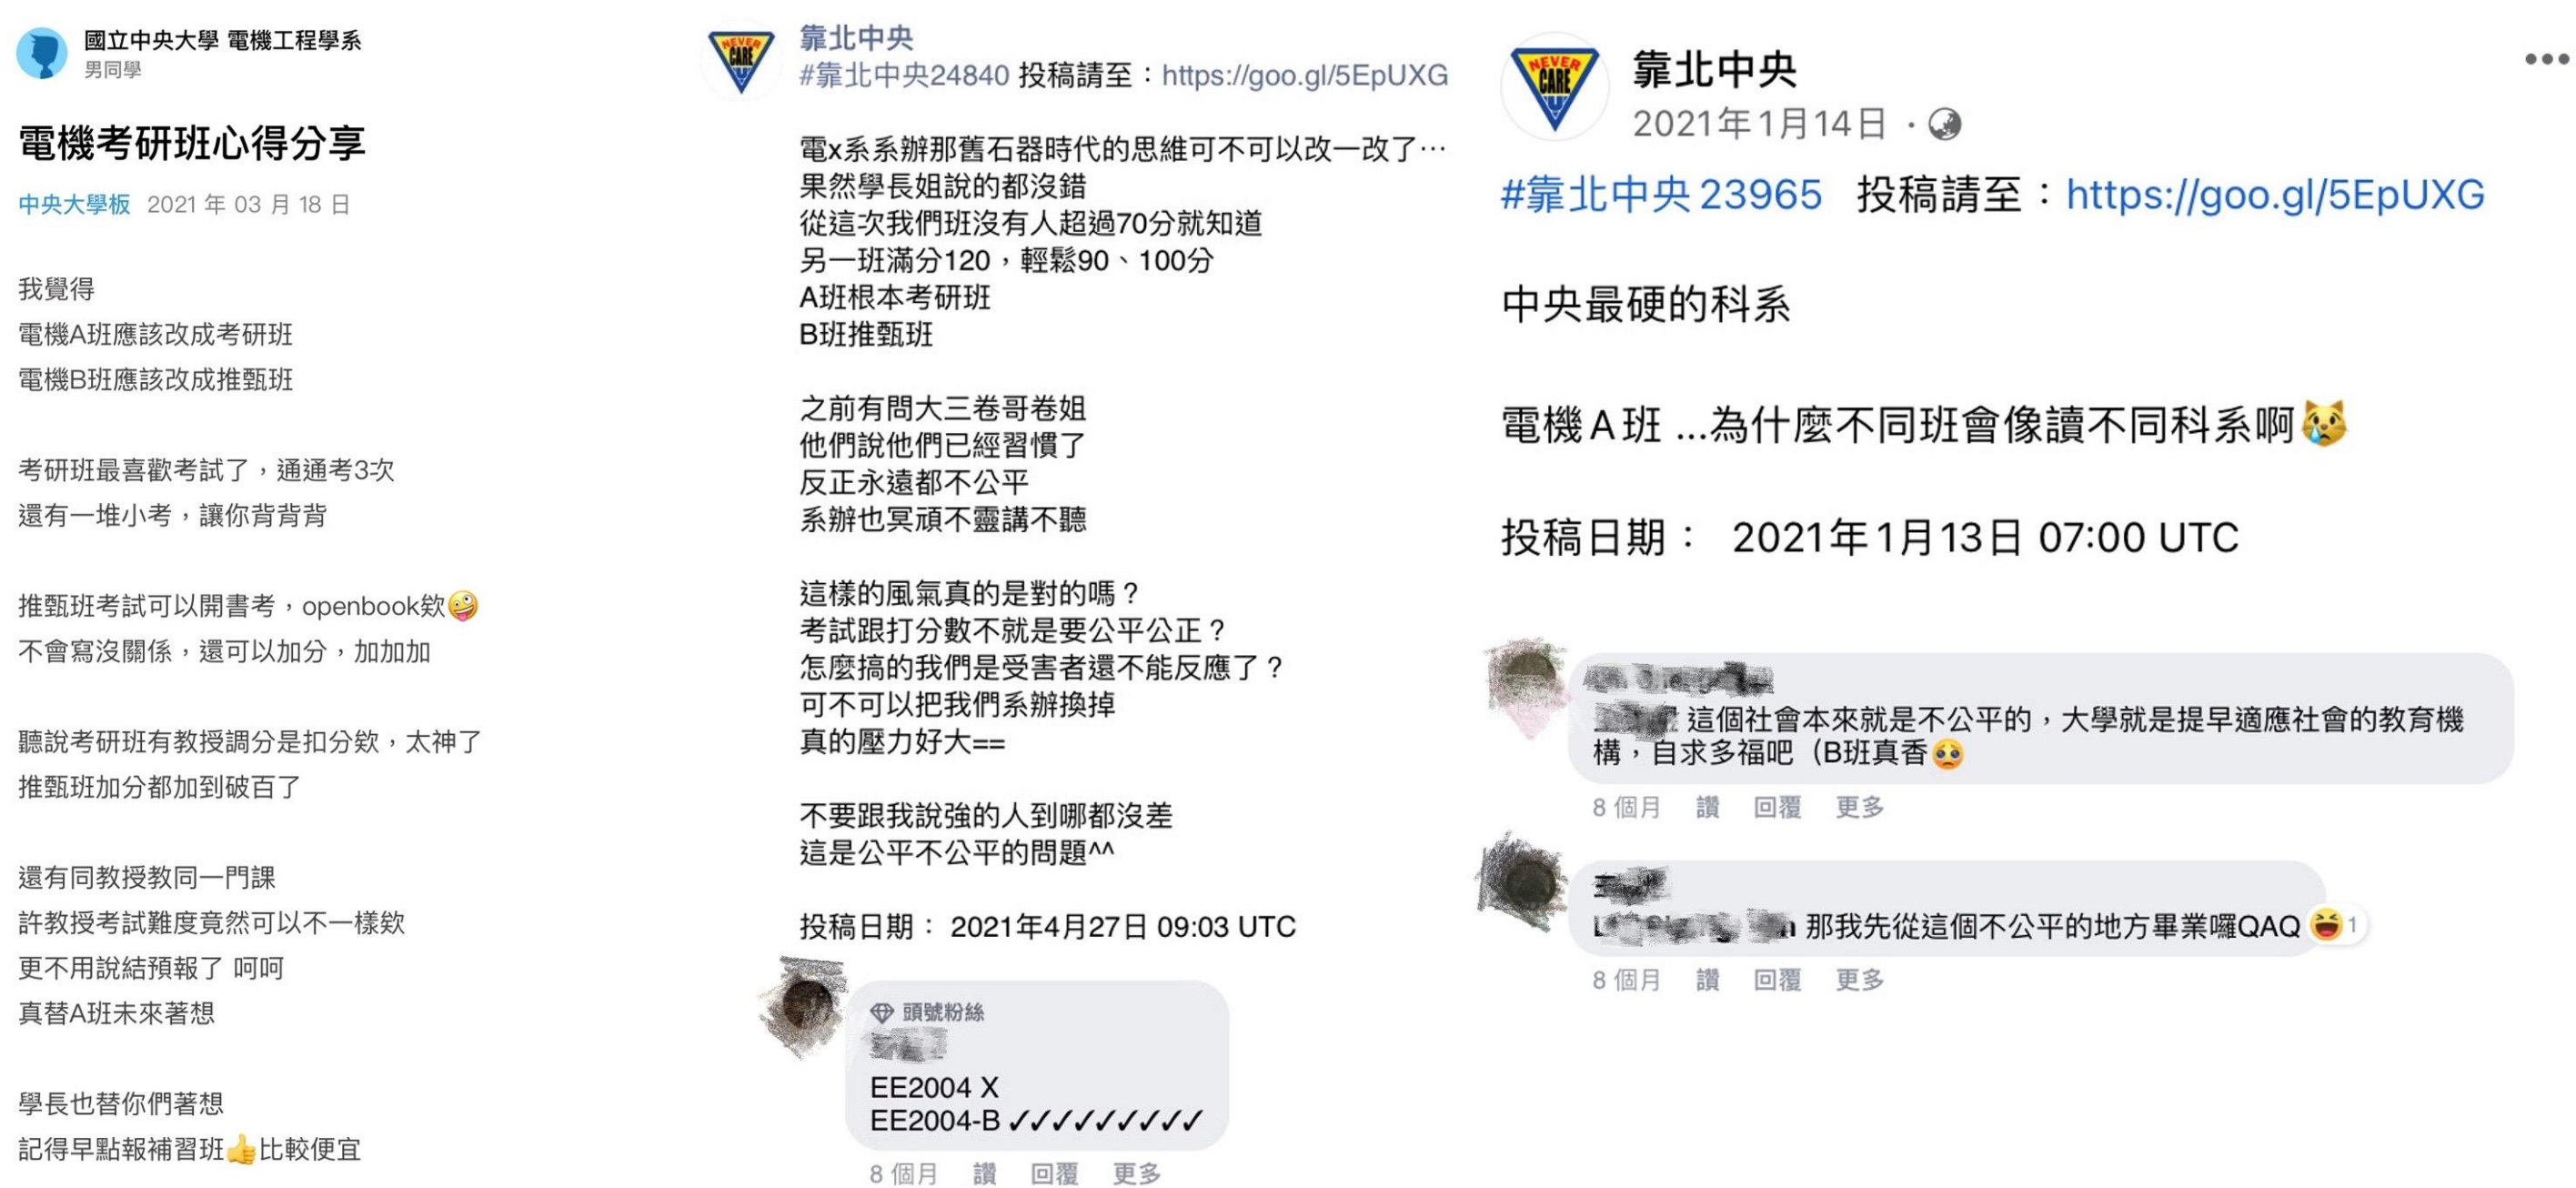 國立中央大學 電機工程學系
男同學
電機考研班心得分享
中央大學板 2021 年 03 月 18 日
我覺得
電機A班應該改成考研班
電機B班應該改成推甄班
考研班最喜歡考試了，通通考3次
還有一堆小考，讓你背背背
推甄班考試可以開書考，openbook欸🤪
不會寫沒關係，還可以加分，加加加
聽說考研班有教授調分是扣分欸，太神了
推甄班加分都加到破百了
還有同教授教同一門課
許教授考試難度竟然可以不一樣欸
更不用說結預報了 呵呵
真替A班未來著想
學長也替你們著想
記得早點報補習班👍比較便宜
NEVER CARE U
靠北中央
#靠北中央24840 投稿請至：https://goo.gl/5EpUXG
電x系系辦那舊石器時代的思維可不可以改一改了…
果然學長姐說的都沒錯
從這次我們班沒有人超過70分就知道
另一班滿分120，輕鬆90、100分
A班根本考研班
B班推甄班
之前有問大三卷哥卷姐
他們說他們已經習慣了
反正永遠都不公平
系辦也冥頑不靈講不聽
這樣的風氣真的是對的嗎？
考試跟打分數不就是要公平公正？
怎麼搞的我們是受害者還不能反應了？
可不可以把我們系辦換掉
真的壓力好大==
不要跟我說強的人到哪都沒差
這是公平不公平的問題^^
投稿日期： 2021年4月27日 09:03 UTC
頭號粉絲
EE2004 X
EE2004-B ✓✓✓✓✓✓✓✓✓
8 個月 讚 回覆 更多
NEVER CARE U
靠北中央
2021年1月14日 ·
#靠北中央23965 投稿請至：https://goo.gl/5EpUXG
中央最硬的科系
電機A班 ...為什麼不同班會像讀不同科系啊😿
投稿日期： 2021年1月13日 07:00 UTC
這個社會本來就是不公平的，大學就是提早適應社會的教育機
構，自求多福吧（B班真香🥺
8 個月 讚 回覆 更多
那我先從這個不公平的地方畢業囉QAQ 😆1
8 個月 讚 回覆 更多